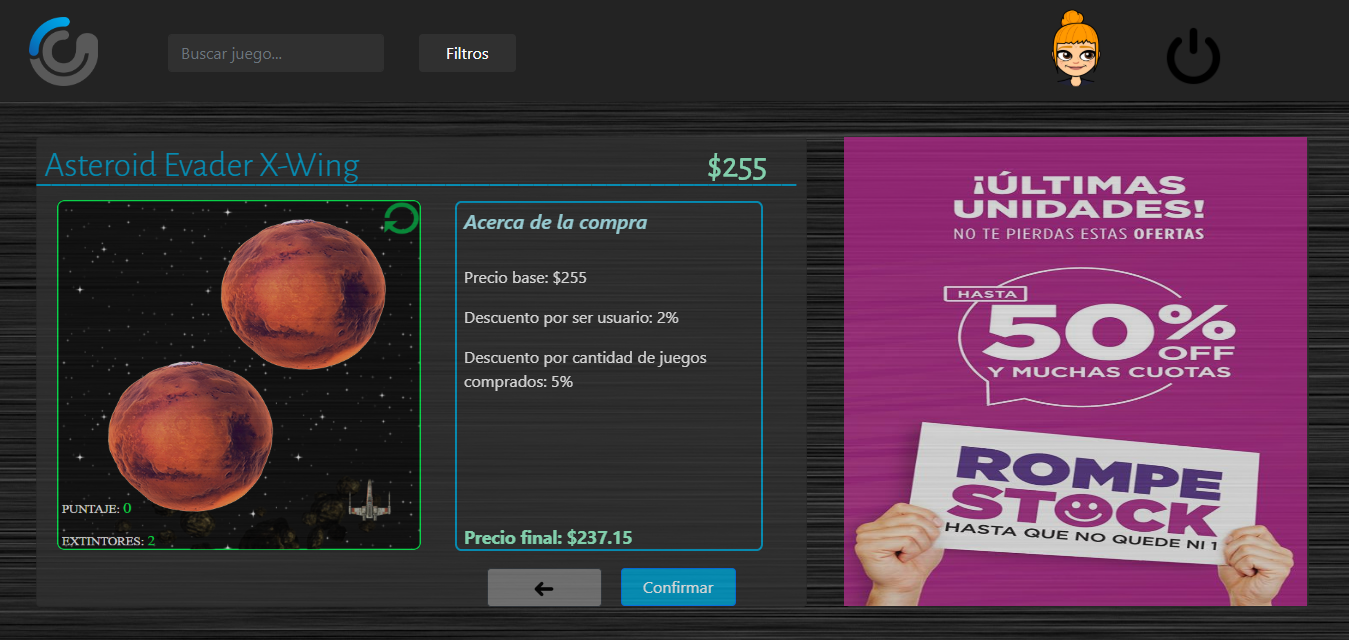 Buscar juego...
Filtros
Asteroid Evader X-Wing
$255
PUNTAJE: 0
EXTINTORES: 2
Acerca de la compra
Precio base: $255
Descuento por ser usuario: 2%
Descuento por cantidad de juegos
comprados: 5%
Precio final: $237.15
Confirmar
¡ÚLTIMAS
UNIDADES!
NO TE PIERDAS ESTAS OFERTAS
HASTA
50%
OFF
Y MUCHAS CUOTAS
ROMPE
STOCK
HASTA QUE NO QUEDE NI 1